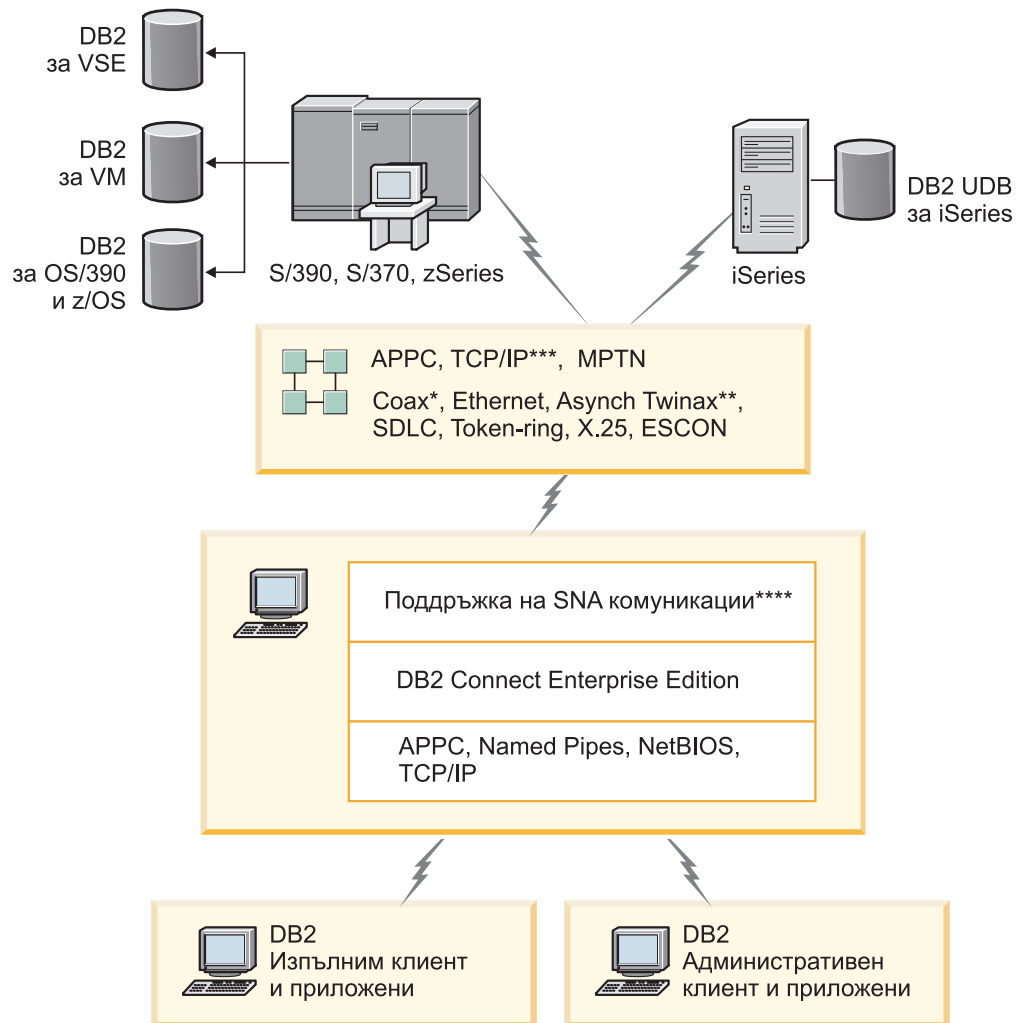 DB2
за VSE
DB2
за VM
DB2
за OS/390
и z/OS
S/390, S/370, zSeries
iSeries
DB2 UDB
за iSeries
APPC, TCP/IP***, MPTN
Coax*, Ethernet, Asynch Twinax**,
SDLC, Token-ring, X.25, ESCON
Поддръжка на SNA комуникации****
DB2 Connect Enterprise Edition
APPC, Named Pipes, NetBIOS,
TCP/IP
DB2
Изпълним клиент
и приложени
DB2
Административен
клиент и приложени